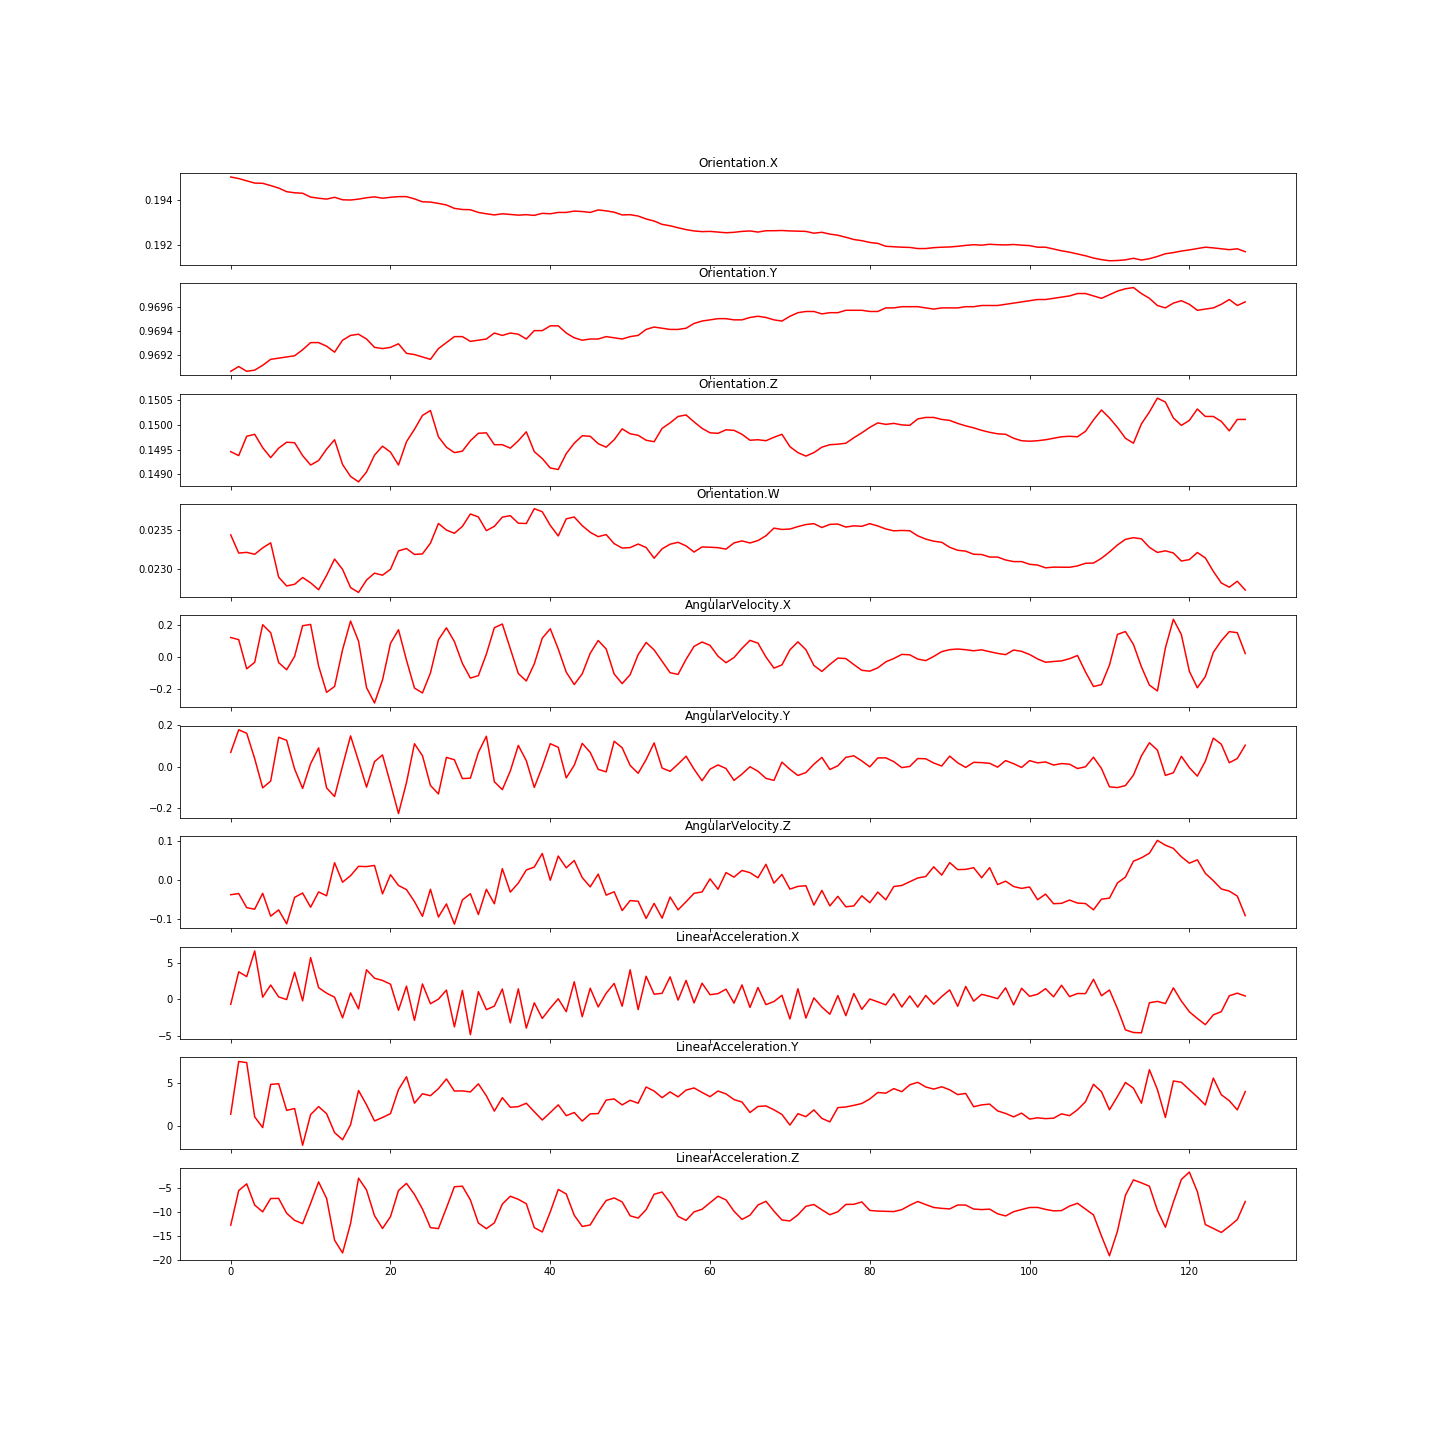 Orientation.X
0.194
0.192
Orientation.Y
0.9696
0.9694
0.9692
Orientation.Z
0.1505
0.1500
0.1495
0.1490
Orientation.W
0.0235
0.0230
AngularVelocity.X
0.2
0.0
−0.2
AngularVelocity.Y
0.2
0.0
−0.2
AngularVelocity.Z
0.1
0.0
−0.1
LinearAcceleration.X
5
0
−5
LinearAcceleration.Y
5
0
LinearAcceleration.Z
−5
−10
−15
−20
0 20 40 60 80 100 120